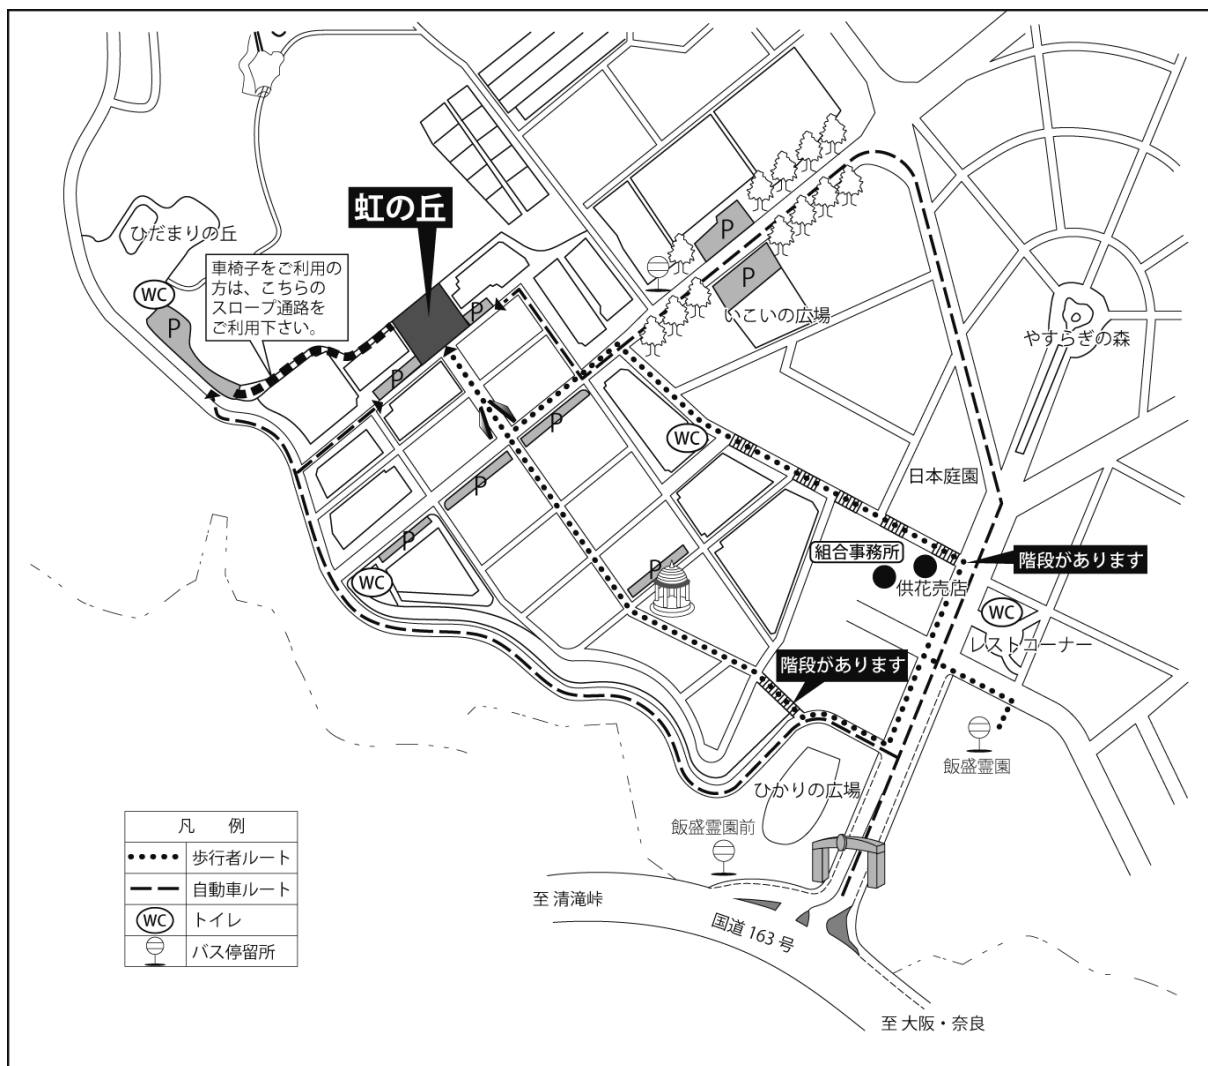 虹の丘
ひだまりの丘
車椅子をご利用の
方は、こちらの
スロープ通路を
ご利用下さい。
WC
P
P
P
P
P
いこいの広場
やすらぎの森
WC
P
P
P
日本庭園
組合事務所
階段があります
供花売店
P
WC
WC
レストコーナー
階段があります
飯盛霊園
ひかりの広場
飯盛霊園前
至 清滝峠
国道 163 号
至 大阪・奈良
凡 例
歩行者ルート
自動車ルート
WC トイレ
バス停留所